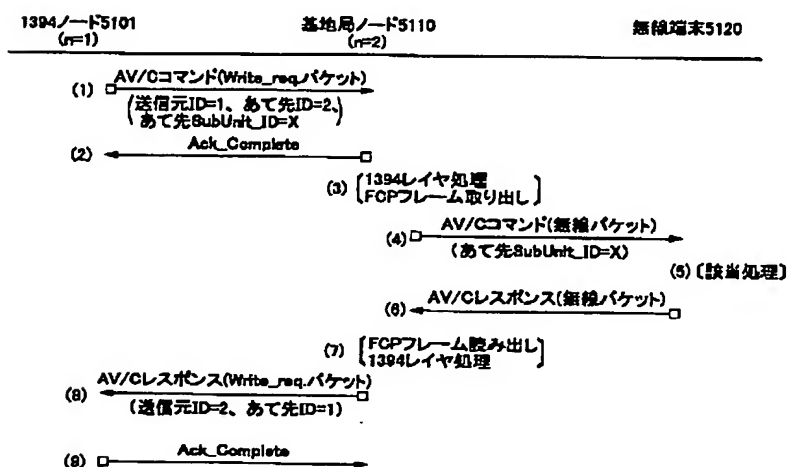 1394ノード5101 基地局ノード5110 無線端末5120
(n=1) (n=2)
AV/Cコマンド(Write_req.パケット)
(1)
(送信元ID=1、あて先ID=2、
あて先SubUnit_ID=X)
Ack_Complete
(2)
(3) 〔1394レイヤ処理
FCPフレーム取り出し〕
AV/Cコマンド(無線パケット)
(4)
(あて先SubUnit_ID=X)
(5)〔該当処理〕
AV/Cレスポンス(無線パケット)
(6)
(7) 〔FCPフレーム読み出し
1394レイヤ処理〕
AV/Cレスポンス(Write_req.パケット)
(8)
(送信元ID=2、あて先ID=1)
Ack_Complete
(9)